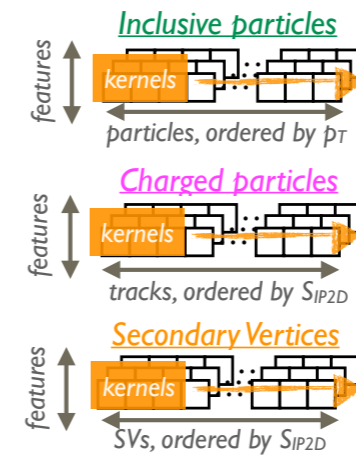 Inclusive particles
features
kernels
particles, ordered by pT
Charged particles
features
kernels
tracks, ordered by SIP2D
Secondary Vertices
features
kernels
SVs, ordered by SIP2D